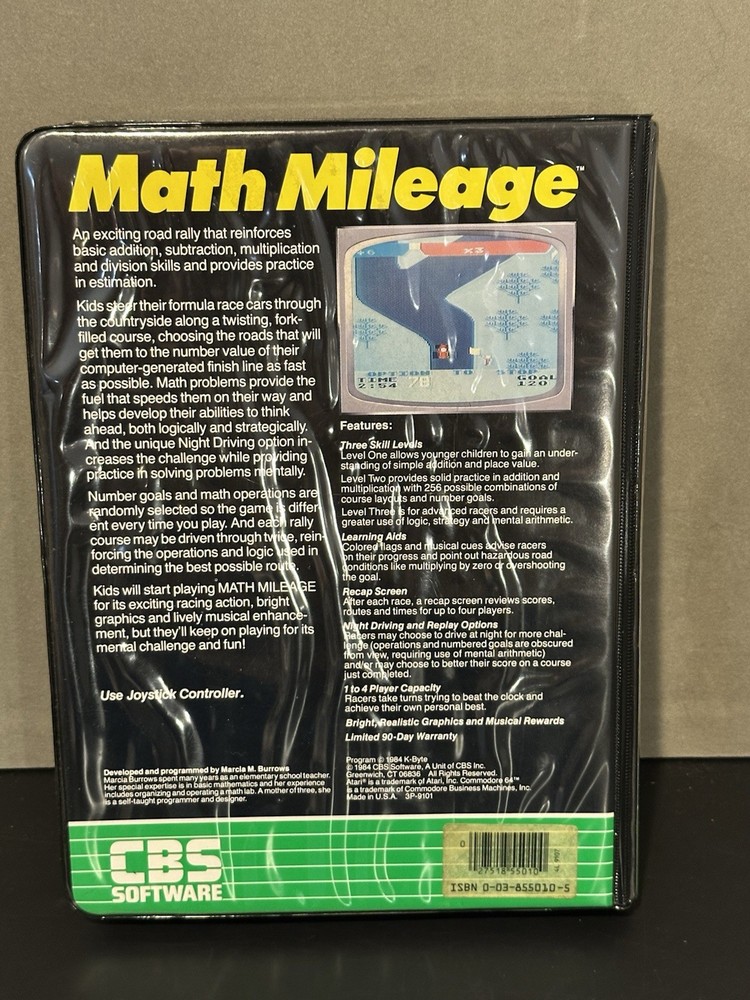 Math Mileage™
An exciting road rally that reinforces
basic addition, subtraction, multiplication
and division skills and provides practice
in estimation.
Kids steer their formula race cars through
the countryside along a twisting, fork-
filled course, choosing the roads that will
get them to the number value of their
computer-generated finish line as fast
as possible. Math problems provide the
fuel that speeds them on their way and
helps develop their abilities to think
ahead, both logically and strategically.
And the unique Night Driving option in-
creases the challenge while providing
practice in solving problems mentally.
Number goals and math operations are
randomly selected so the game is differ-
ent every time you play. And each rally
course may be driven through twice, rein-
forcing the operations and logic used in
determining the best possible route.
Kids will start playing MATH MILEAGE
for its exciting racing action, bright
graphics and lively musical enhance-
ment, but they'll keep on playing for its
mental challenge and fun!
Use Joystick Controller.
Developed and programmed by Marcia M. Burrows
Marcia Burrows spent many years as an elementary school teacher.
Her special expertise is in basic mathematics and her experience
includes organizing and operating a math lab. A mother of three, she
is a self-taught programmer and designer.
+6 x3
OPTION TO STOP
TIME 78 GOAL
2:54 120
Features:
Three Skill Levels
Level One allows younger children to gain an under-
standing of simple addition and place value.
Level Two provides solid practice in addition and
multiplication with 256 possible combinations of
course layouts and number goals.
Level Three is for advanced racers and requires a
greater use of logic, strategy and mental arithmetic.
Learning Aids
Colored flags and musical cues advise racers
on their progress and point out hazardous road
conditions like multiplying by zero or overshooting
the goal.
Recap Screen
After each race, a recap screen reviews scores,
routes and times for up to four players.
Night Driving and Replay Options
Racers may choose to drive at night for more chal-
lenge (operations and numbered goals are obscured
from view, requiring use of mental arithmetic)
and/or may choose to better their score on a course
just completed.
1 to 4 Player Capacity
Racers take turns trying to beat the clock and
achieve their own personal best.
Bright, Realistic Graphics and Musical Rewards
Limited 90-Day Warranty
Program © 1984 K-Byte
© 1984 CBS Software, A Unit of CBS Inc.
Greenwich, CT 06836 All Rights Reserved.
Atari® is a trademark of Atari, Inc. Commodore 64™
is a trademark of Commodore Business Machines, Inc.
Made in U.S.A. 3P-9101
CBS
SOFTWARE
0 27518 55010
ISBN 0-03-855010-5